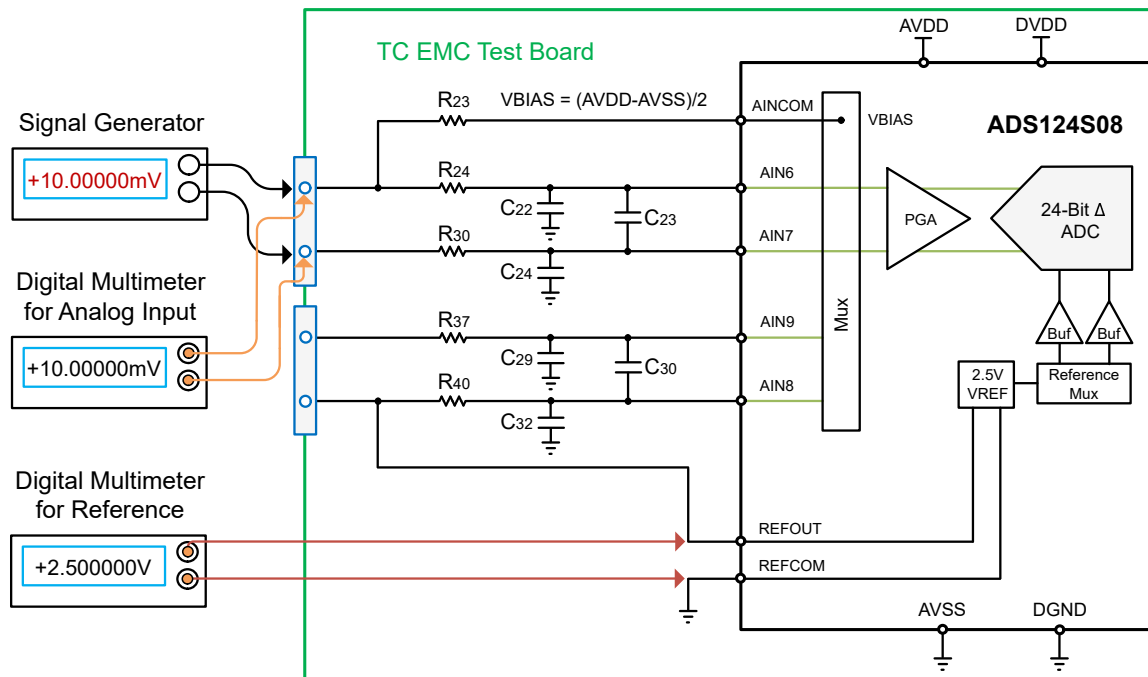 TC EMC Test Board
AVDD
DVDD
R23
VBIAS = (AVDD-AVSS)/2
AINCOM
VBIAS
ADS124S08
Signal Generator
+10.00000mV
R24
AIN6
C22
C23
PGA
24-Bit Δ
ADC
R30
AIN7
C24
Digital Multimeter
for Analog Input
+10.00000mV
Mux
R37
AIN9
Buf
Buf
C29
C30
R40
AIN8
2.5V
VREF
Reference
Mux
C32
Digital Multimeter
for Reference
+2.500000V
REFOUT
REFCOM
AVSS
DGND